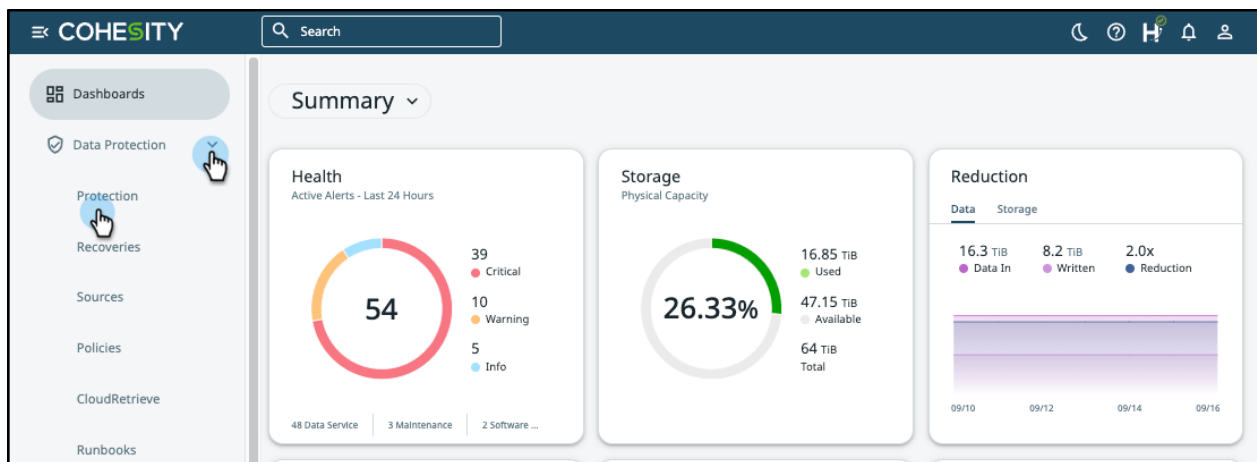 COHESITY
Search
Dashboards
Data Protection
Protection
Recoveries
Sources
Policies
CloudRetrieve
Runbooks
Summary
Health
Active Alerts - Last 24 Hours
54
39
Critical
10
Warning
5
Info
48 Data Service
3 Maintenance
2 Software ...
Storage
Physical Capacity
26.33%
16.85 TiB
Used
47.15 TiB
Available
64 TiB
Total
Reduction
Data Storage
16.3 TiB 8.2 TiB 2.0x
Data In Written Reduction
09/10 09/12 09/14 09/16